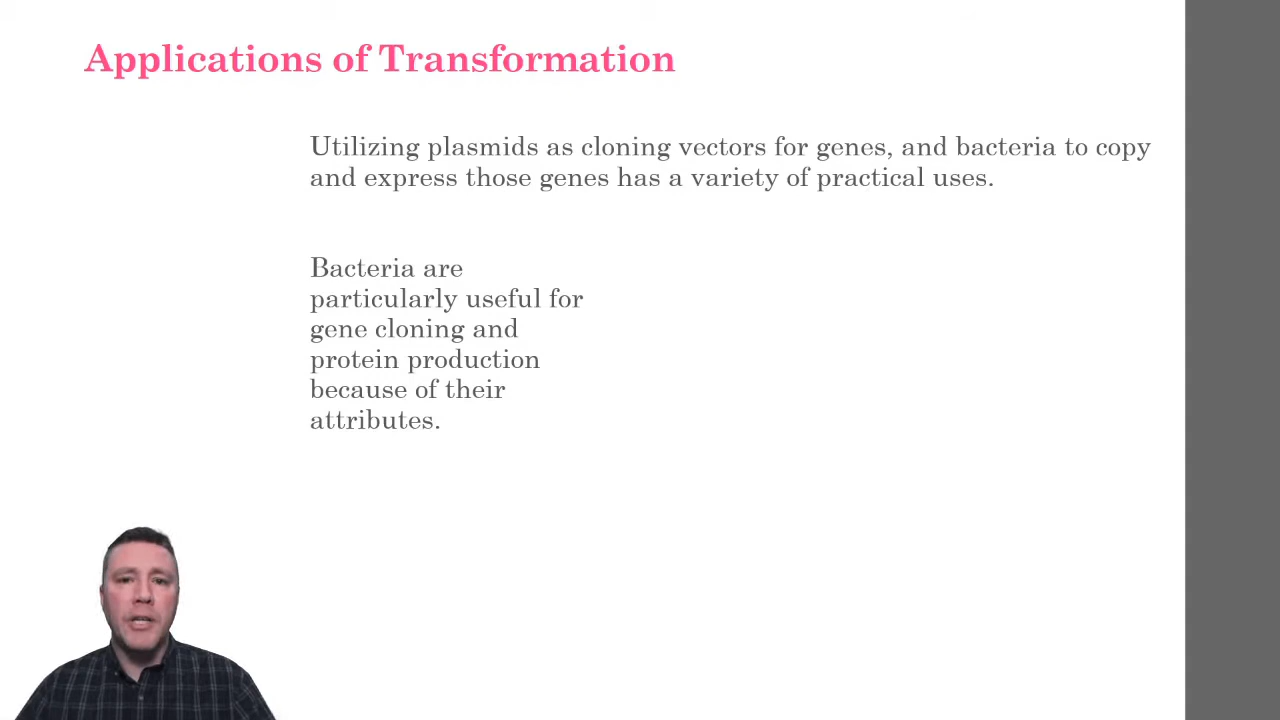 Applications of Transformation
Utilizing plasmids as cloning vectors for genes, and bacteria to copy
and express those genes has a variety of practical uses.
Bacteria are
particularly useful for
gene cloning and
protein production
because of their
attributes.